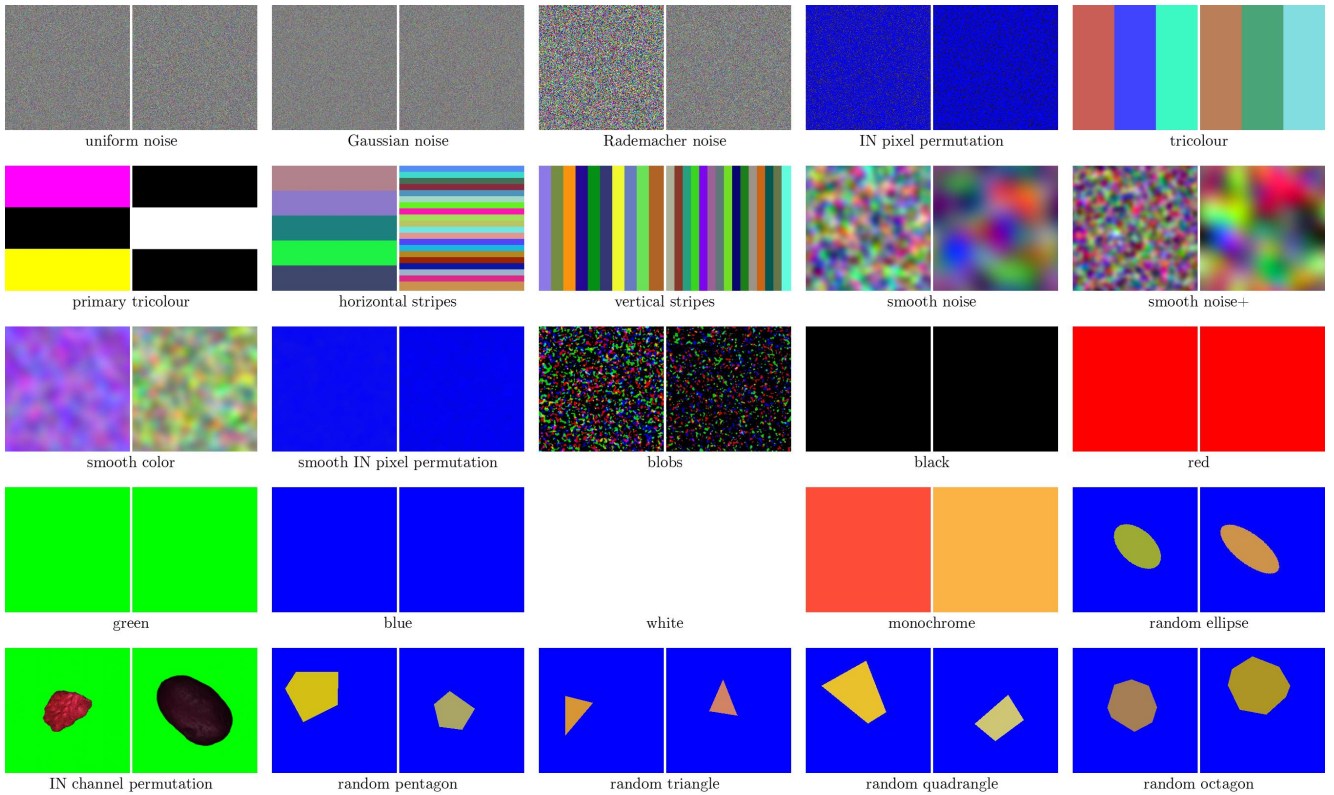 uniform noise
Gaussian noise
Rademacher noise
IN pixel permutation
tricolour
primary tricolour
horizontal stripes
vertical stripes
smooth noise
smooth noise+
smooth color
smooth IN pixel permutation
blobs
black
red
green
blue
white
monochrome
random ellipse
IN channel permutation
random pentagon
random triangle
random quadrangle
random octagon